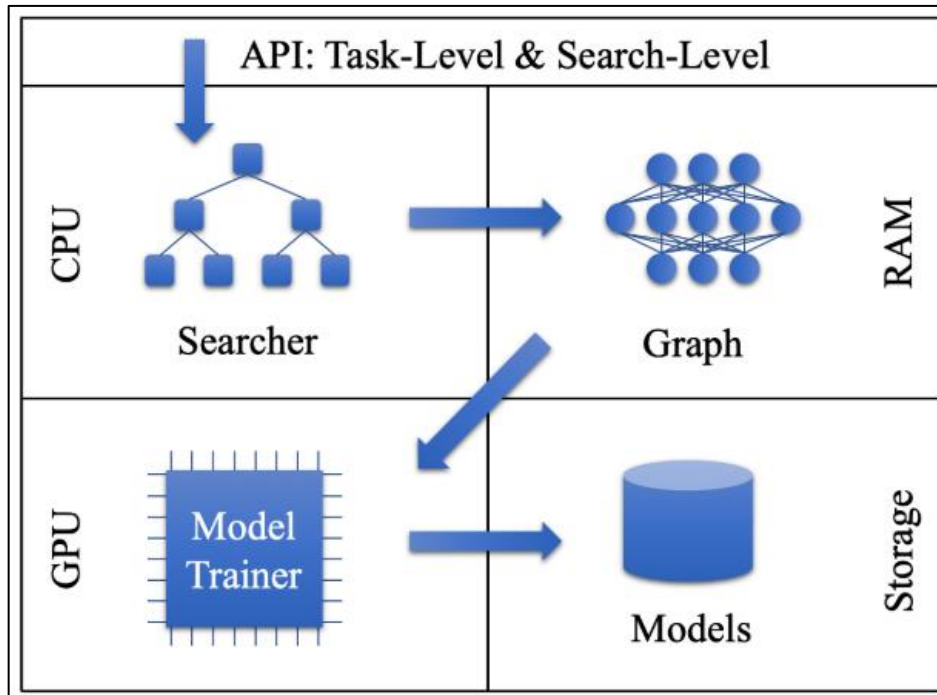 API: Task-Level & Search-Level
CPU
Searcher
Graph
RAM
GPU
Model
Trainer
Models
Storage